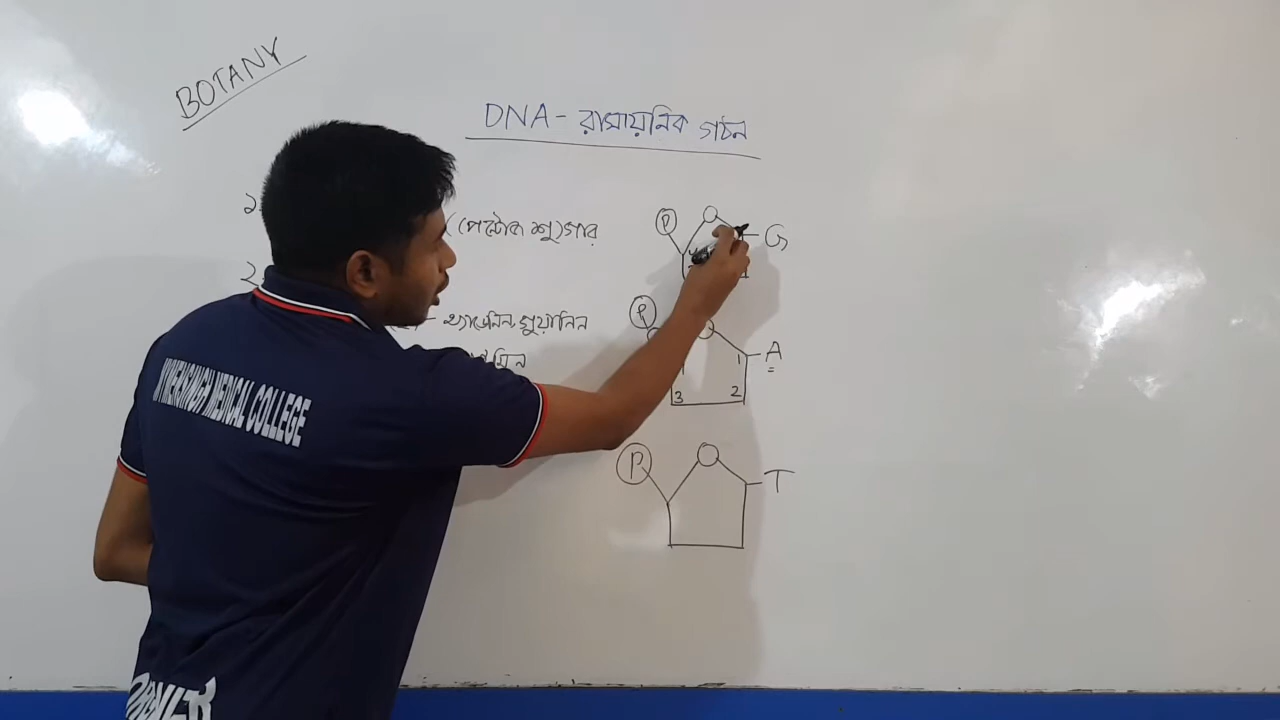 BOTANY
DNA- রাসায়নিক গঠন
১
(পেন্টোজ শ্যুগার
২
গুয়ানিন
P O G
P
1 A
3 2
P O T
MYMENSINGH MEDICAL COLLEGE